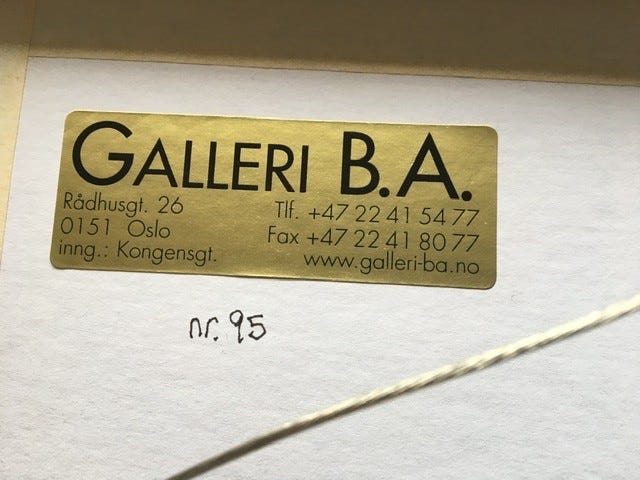 GALLERI B.A.
Rådhusgt. 26
0151 Oslo
inng.: Kongensgt.
Tlf. +47 22 41 54 77
Fax +47 22 41 80 77
www.galleri-ba.no
nr. 95